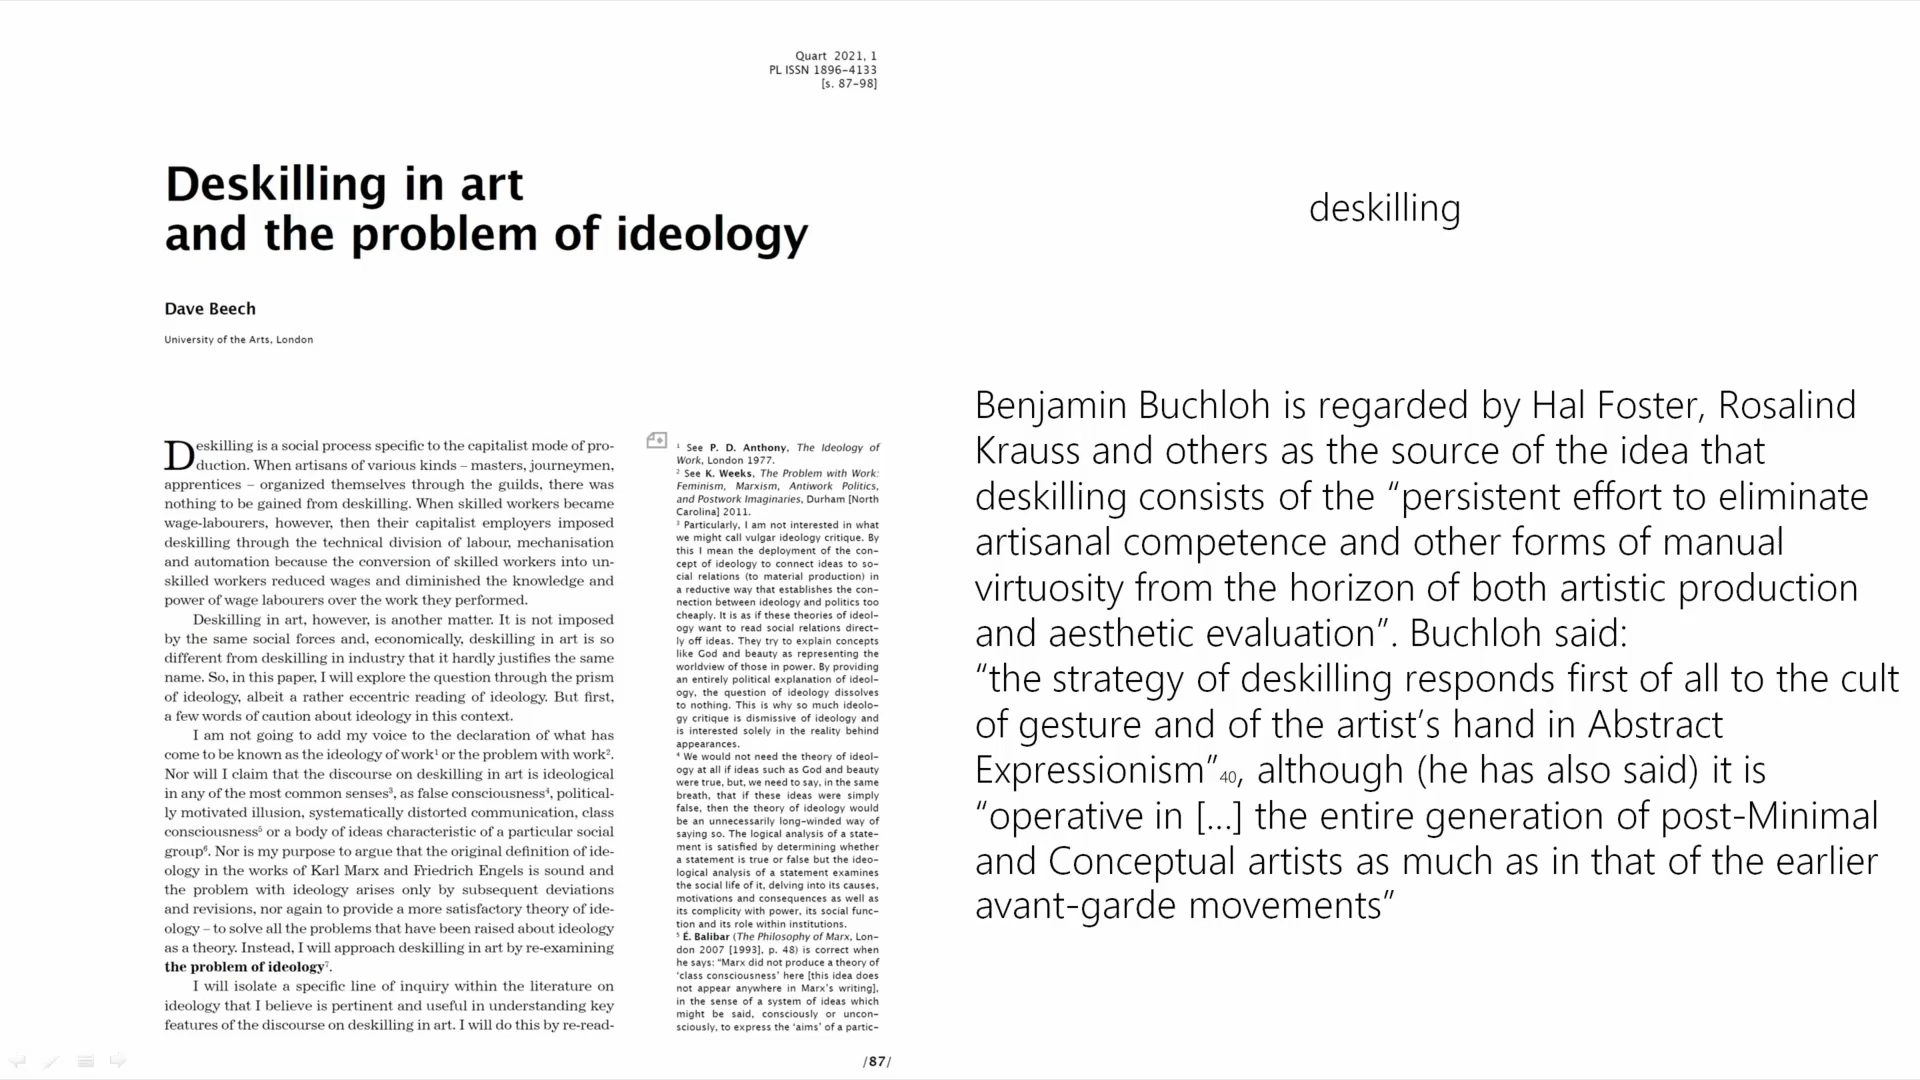 Quart 2021, 1
PL ISSN 1896–4133
[s. 87–98]
Deskilling in art
and the problem of ideology
Dave Beech
University of the Arts, London
Deskilling is a social process specific to the capitalist mode of pro-
duction. When artisans of various kinds – masters, journeymen,
apprentices – organized themselves through the guilds, there was
nothing to be gained from deskilling. When skilled workers became
wage-labourers, however, then their capitalist employers imposed
deskilling through the technical division of labour, mechanisation
and automation because the conversion of skilled workers into un-
skilled workers reduced wages and diminished the knowledge and
power of wage labourers over the work they performed.
Deskilling in art, however, is another matter. It is not imposed
by the same social forces and, economically, deskilling in art is so
different from deskilling in industry that it hardly justifies the same
name. So, in this paper, I will explore the question through the prism
of ideology, albeit a rather eccentric reading of ideology. But first,
a few words of caution about ideology in this context.
I am not going to add my voice to the declaration of what has
come to be known as the ideology of work¹ or the problem with work².
Nor will I claim that the discourse on deskilling in art is ideological
in any of the most common senses³, as false consciousness⁴, political-
ly motivated illusion, systematically distorted communication, class
consciousness⁵ or a body of ideas characteristic of a particular social
group⁶. Nor is my purpose to argue that the original definition of ide-
ology in the works of Karl Marx and Friedrich Engels is sound and
the problem with ideology arises only by subsequent deviations
and revisions, nor again to provide a more satisfactory theory of ide-
ology – to solve all the problems that have been raised about ideology
as a theory. Instead, I will approach deskilling in art by re-examining
the problem of ideology⁷.
I will isolate a specific line of inquiry within the literature on
ideology that I believe is pertinent and useful in understanding key
features of the discourse on deskilling in art. I will do this by re-read-
¹ See P. D. Anthony, The Ideology of
Work, London 1977.
² See K. Weeks, The Problem with Work:
Feminism, Marxism, Antiwork Politics,
and Postwork Imaginaries, Durham [North
Carolina] 2011.
³ Particularly, I am not interested in what
we might call vulgar ideology critique. By
this I mean the deployment of the con-
cept of ideology to connect ideas to so-
cial relations (to material production) in
a reductive way that establishes the con-
nection between ideology and politics too
cheaply. It is as if these theories of ideol-
ogy want to read social relations direct-
ly off ideas. They try to explain concepts
like God and beauty as representing the
worldview of those in power. By providing
an entirely political explanation of ideol-
ogy, the question of ideology dissolves
to nothing. This is why so much ideolo-
gy critique is dismissive of ideology and
is interested solely in the reality behind
appearances.
⁴ We would not need the theory of ideol-
ogy at all if ideas such as God and beauty
were true, but, we need to say, in the same
breath, that if these ideas were simply
false, then the theory of ideology would
be an unnecessarily long-winded way of
saying so. The logical analysis of a state-
ment is satisfied by determining whether
a statement is true or false but the ideo-
logical analysis of a statement examines
the social life of it, delving into its causes,
motivations and consequences as well as
its complicity with power, its social func-
tion and its role within institutions.
⁵ É. Balibar (The Philosophy of Marx, Lon-
don 2007 [1993], p. 48) is correct when
he says: “Marx did not produce a theory of
‘class consciousness’ here [this idea does
not appear anywhere in Marx’s writing],
in the sense of a system of ideas which
might be said, consciously or uncon-
sciously, to express the ‘aims’ of a partic-
/87/
deskilling
Benjamin Buchloh is regarded by Hal Foster, Rosalind
Krauss and others as the source of the idea that
deskilling consists of the “persistent effort to eliminate
artisanal competence and other forms of manual
virtuosity from the horizon of both artistic production
and aesthetic evaluation”. Buchloh said:
“the strategy of deskilling responds first of all to the cult
of gesture and of the artist’s hand in Abstract
Expressionism”40, although (he has also said) it is
“operative in [...] the entire generation of post-Minimal
and Conceptual artists as much as in that of the earlier
avant-garde movements”